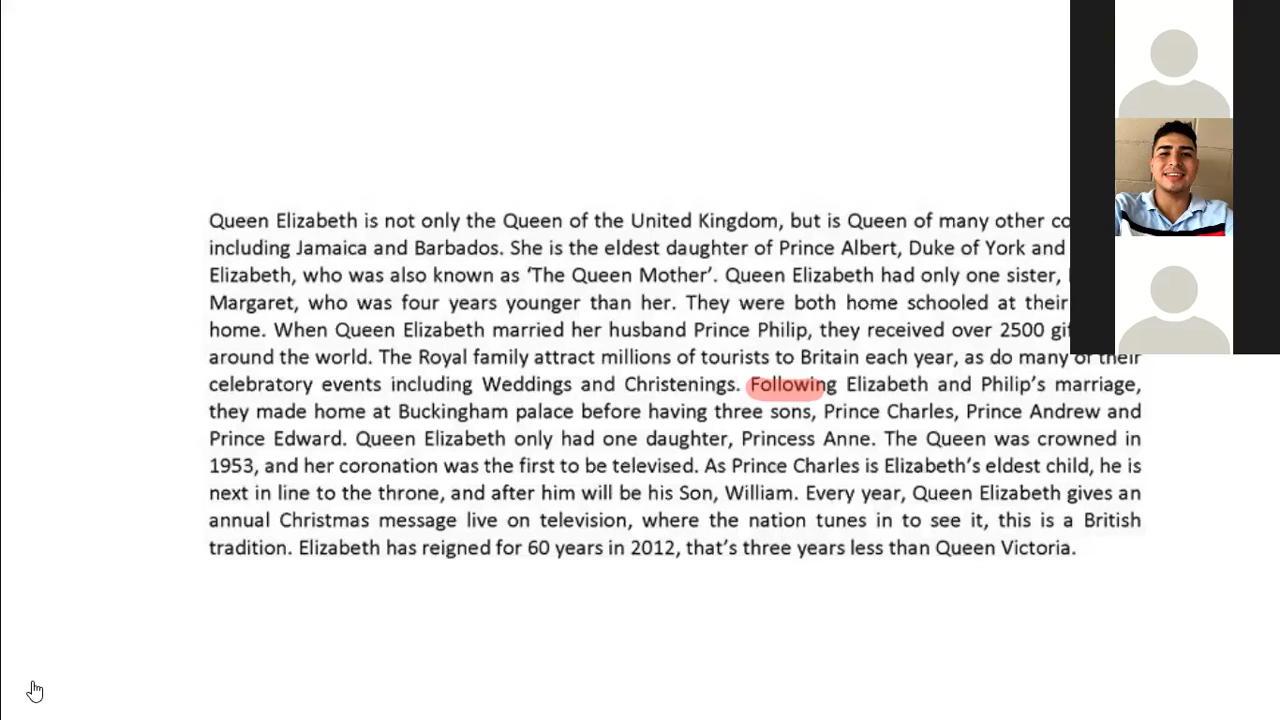 Queen Elizabeth is not only the Queen of the United Kingdom, but is Queen of many other
including Jamaica and Barbados. She is the eldest daughter of Prince Albert, Duke of York and
Elizabeth, who was also known as ‘The Queen Mother’. Queen Elizabeth had only one sister,
Margaret, who was four years younger than her. They were both home schooled at their
home. When Queen Elizabeth married her husband Prince Philip, they received over 2500
around the world. The Royal family attract millions of tourists to Britain each year, as do many of their
celebratory events including Weddings and Christenings. Following Elizabeth and Philip’s marriage,
they made home at Buckingham palace before having three sons, Prince Charles, Prince Andrew and
Prince Edward. Queen Elizabeth only had one daughter, Princess Anne. The Queen was crowned in
1953, and her coronation was the first to be televised. As Prince Charles is Elizabeth’s eldest child, he is
next in line to the throne, and after him will be his Son, William. Every year, Queen Elizabeth gives an
annual Christmas message live on television, where the nation tunes in to see it, this is a British
tradition. Elizabeth has reigned for 60 years in 2012, that’s three years less than Queen Victoria.